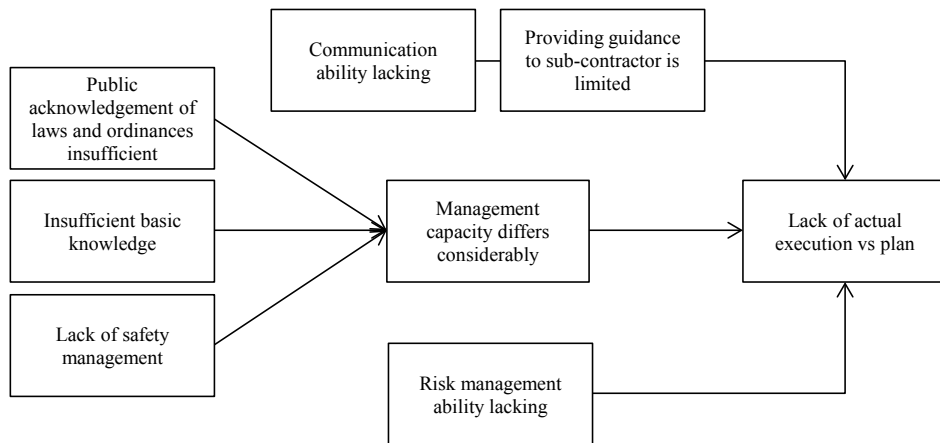 Communication
ability lacking
Providing guidance
to sub-contractor is
limited
Public
acknowledgement of
laws and ordinances
insufficient
Insufficient basic
knowledge
Management
capacity differs
considerably
Lack of actual
execution vs plan
Lack of safety
management
Risk management
ability lacking